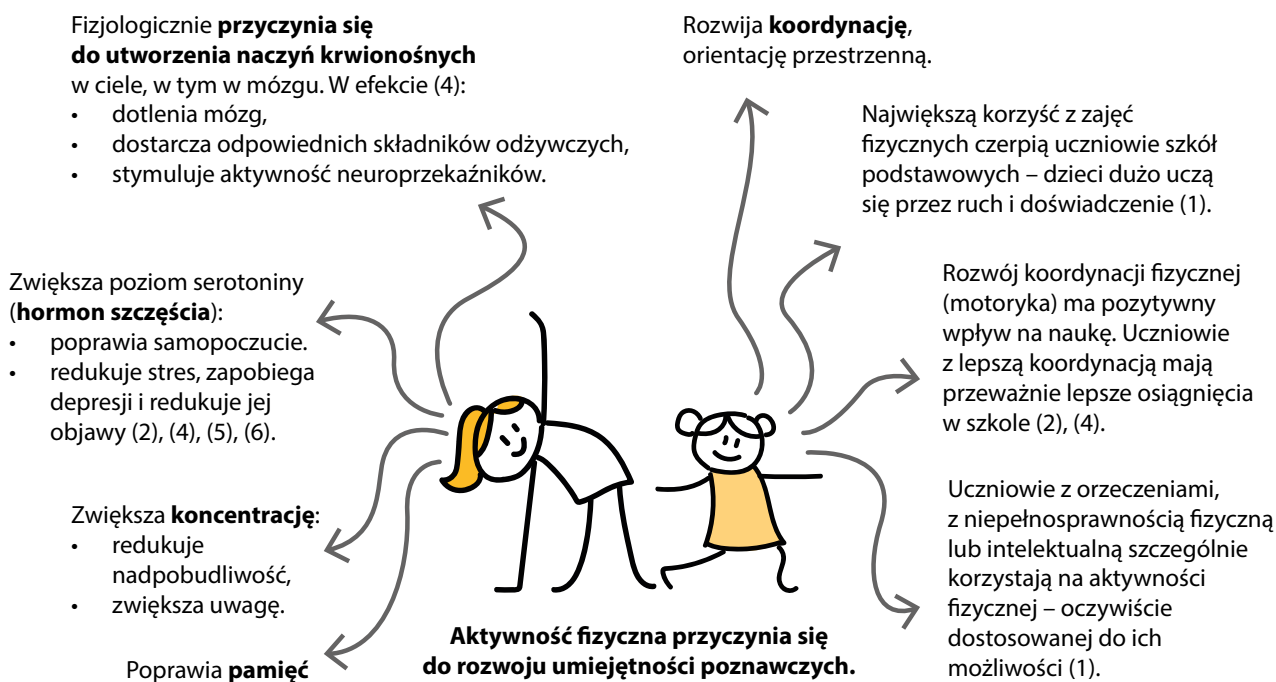 Fizjologicznie przyczynia się
do utworzenia naczyń krwionośnych
w ciele, w tym w mózgu. W efekcie (4):
• dotlenia mózg,
• dostarcza odpowiednich składników odżywczych,
• stymuluje aktywność neuroprzekaźników.
Zwiększa poziom serotoniny
(hormon szczęścia):
• poprawia samopoczucie.
• redukuje stres, zapobiega
depresji i redukuje jej
objawy (2), (4), (5), (6).
Zwiększa koncentrację:
• redukuje
nadpobudliwość,
• zwiększa uwagę.
Poprawia pamięć
Rozwija koordynację,
orientację przestrzenną.
Największą korzyść z zajęć
fizycznych czerpią uczniowie szkół
podstawowych – dzieci dużo uczą
się przez ruch i doświadczenie (1).
Rozwój koordynacji fizycznej
(motoryka) ma pozytywny
wpływ na naukę. Uczniowie
z lepszą koordynacją mają
przeważnie lepsze osiągnięcia
w szkole (2), (4).
Uczniowie z orzeczeniami,
z niepełnosprawnością fizyczną
lub intelektualną szczególnie
korzystają na aktywności
fizycznej – oczywiście
dostosowanej do ich
możliwości (1).
Aktywność fizyczna przyczynia się
do rozwoju umiejętności poznawczych.